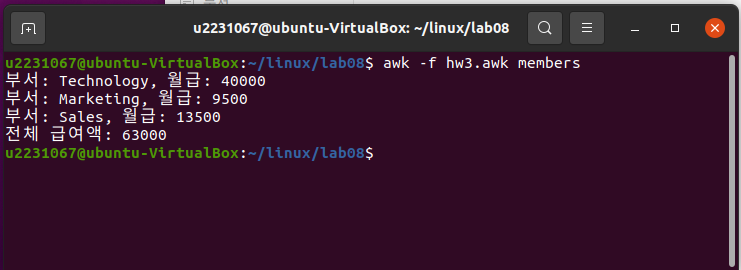 u2231067@ubuntu-VirtualBox: ~/linux/lab08
u2231067@ubuntu-VirtualBox:~/linux/lab08$ awk -f hw3.awk members
부서: Technology, 월급: 40000
부서: Marketing, 월급: 9500
부서: Sales, 월급: 13500
전체 급여액: 63000
u2231067@ubuntu-VirtualBox:~/linux/lab08$